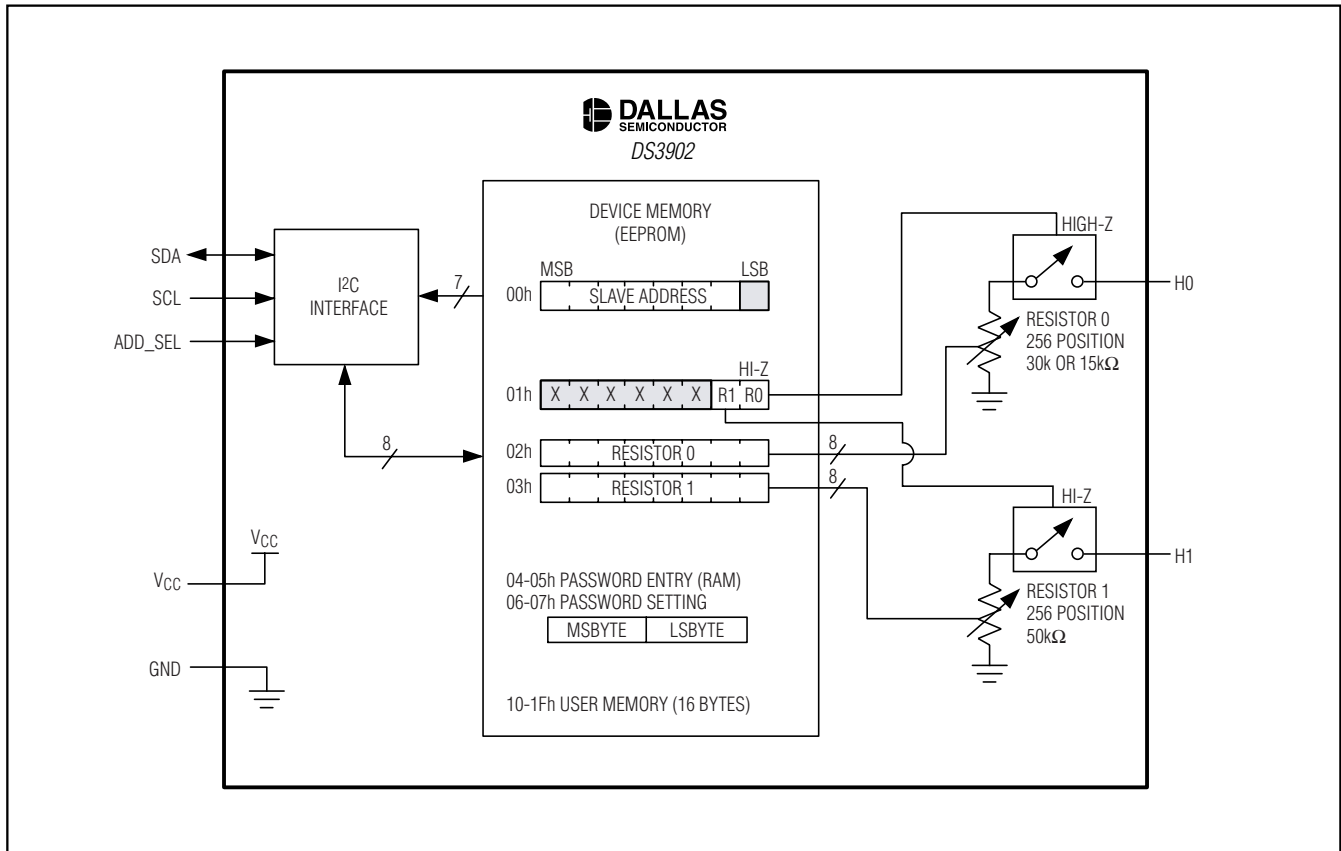 DALLAS
SEMICONDUCTOR
DS3902
SDA
SCL
ADD_SEL
I2C
INTERFACE
7
8
VCC
VCC
GND
DEVICE MEMORY
(EEPROM)
MSB LSB
00h SLAVE ADDRESS
HI-Z
01h X X X X X X R1 R0
02h RESISTOR 0
03h RESISTOR 1
8
8
04-05h PASSWORD ENTRY (RAM)
06-07h PASSWORD SETTING
MSBYTE LSBYTE
10-1Fh USER MEMORY (16 BYTES)
HIGH-Z
H0
RESISTOR 0
256 POSITION
30k OR 15kΩ
HI-Z
H1
RESISTOR 1
256 POSITION
50kΩ